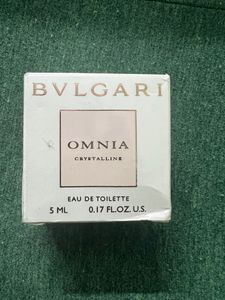 BVLGARI
OMNIA
CRYSTALLINE
EAU DE TOILETTE
5 ML 0.17 FL.OZ. U.S.